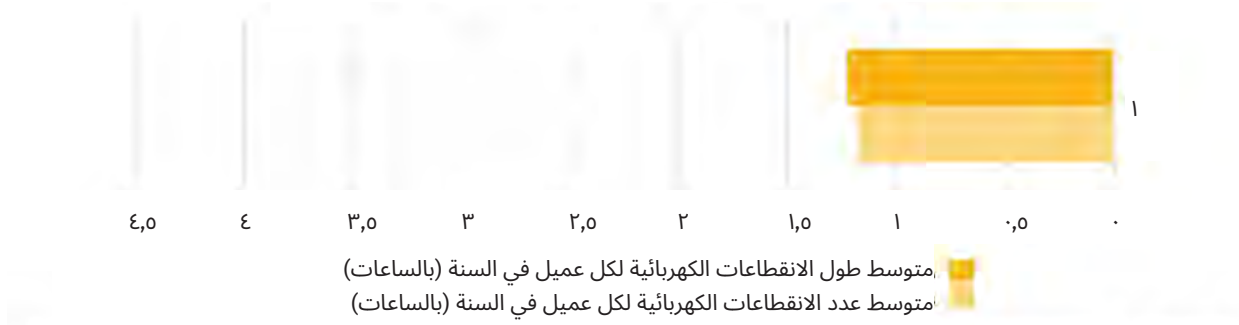 ١
٠ ٠,٥ ١ ١,٥ ٢ ٢,٥ ٣ ٣,٥ ٤ ٤,٥
متوسط طول الانقطاعات الكهربائية لكل عميل في السنة (بالساعات)
متوسط عدد الانقطاعات الكهربائية لكل عميل في السنة (بالساعات)